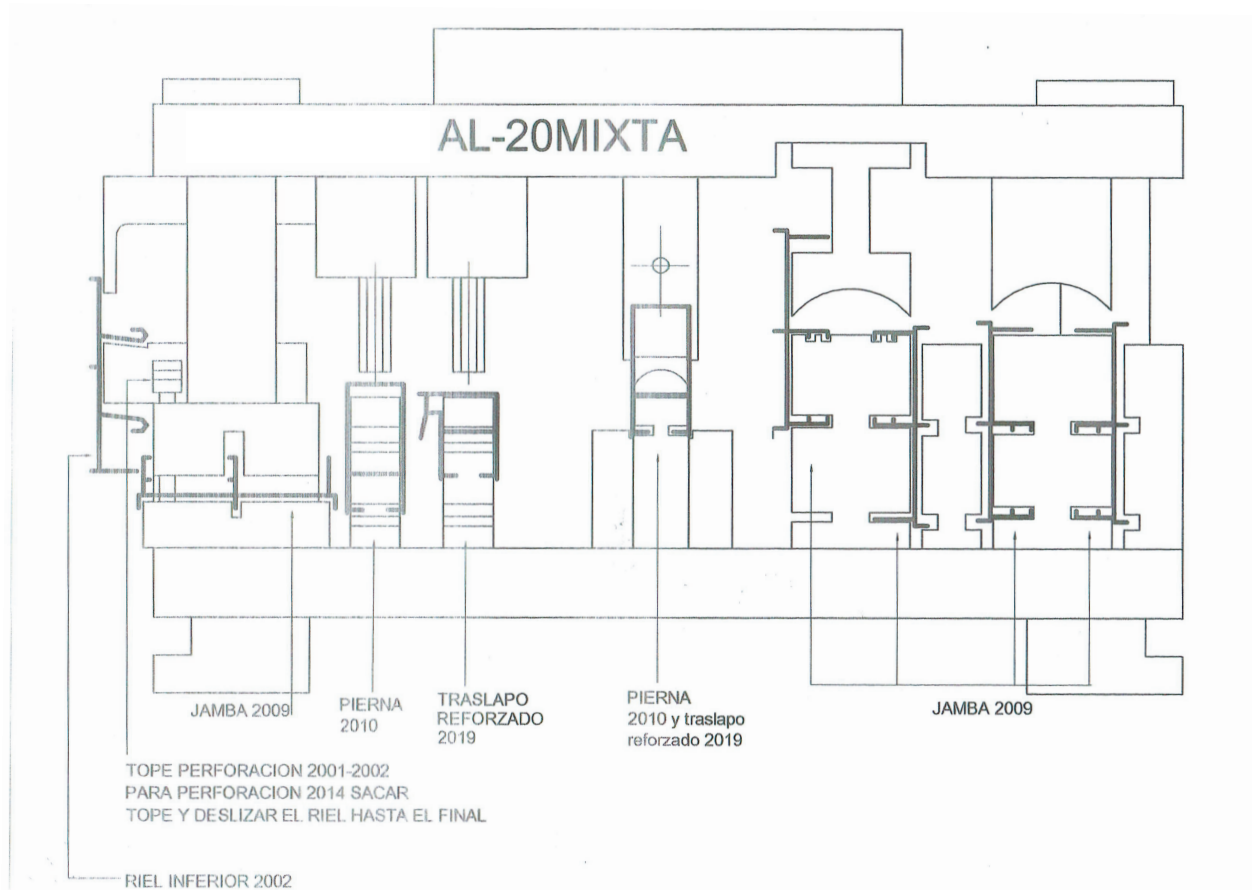 AL-20MIXTA
JAMBA 2009
PIERNA
2010
TRASLAPO
REFORZADO
2019
PIERNA
2010 y traslapo
reforzado 2019
JAMBA 2009
TOPE PERFORACION 2001-2002
PARA PERFORACION 2014 SACAR
TOPE Y DESLIZAR EL RIEL HASTA EL FINAL
RIEL INFERIOR 2002